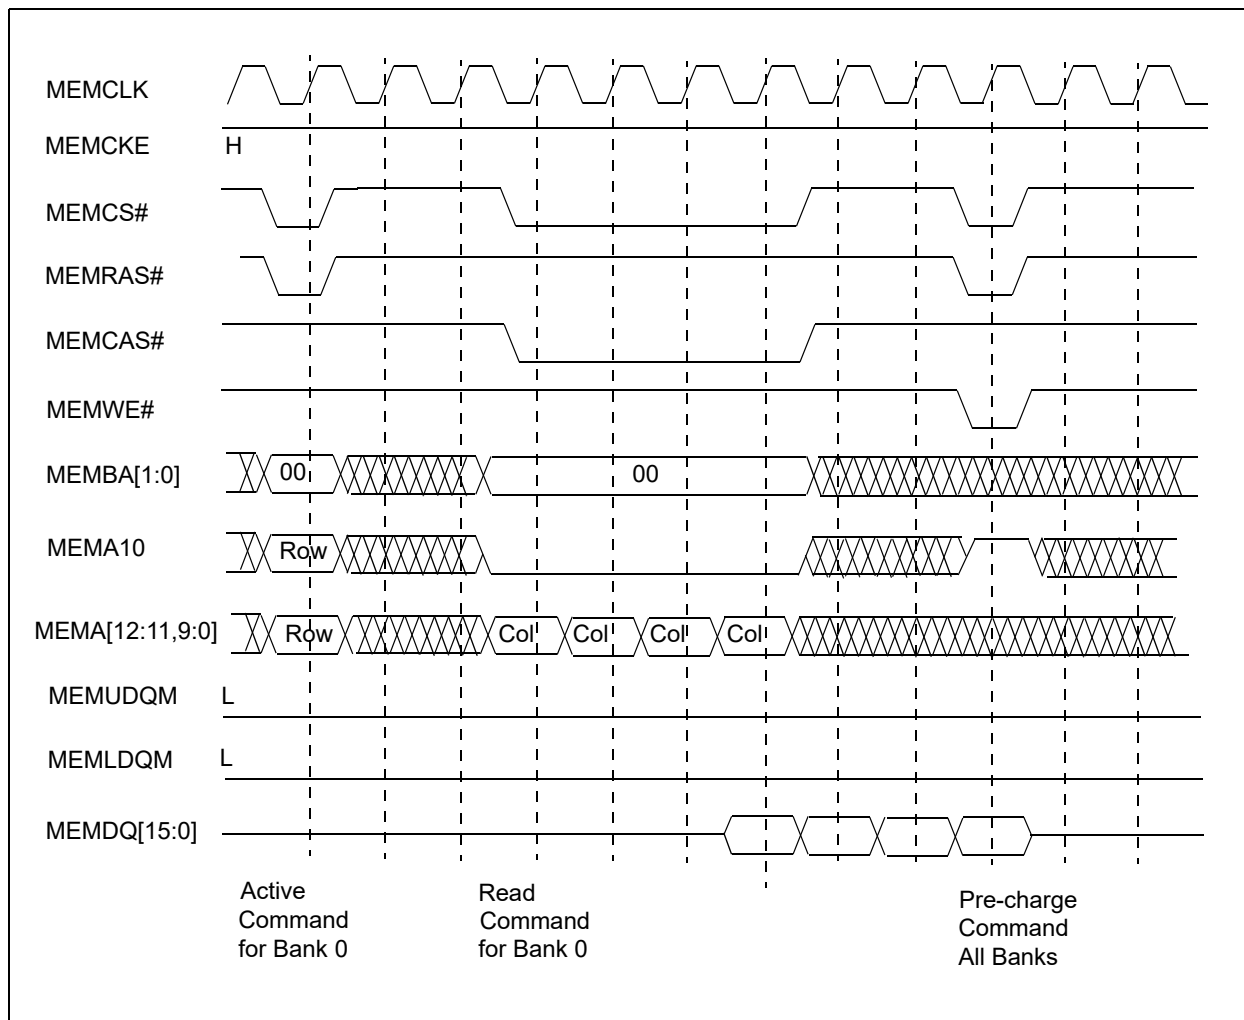 MEMCLK
MEMCKE H
MEMCS#
MEMRAS#
MEMCAS#
MEMWE#
MEMBA[1:0] 00 00
MEMA10 Row
MEMA[12:11,9:0] Row Col Col Col Col
MEMUDQM L
MEMLDQM L
MEMDQ[15:0]
Active
Command
for Bank 0
Read
Command
for Bank 0
Pre-charge
Command
All Banks